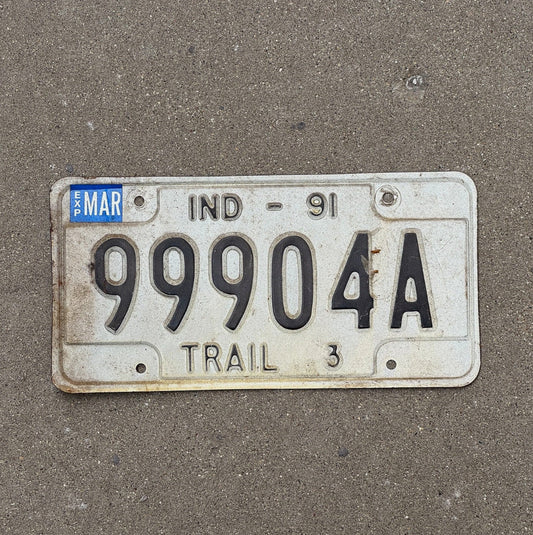 EXP MAR
IND - 91
99904A
TRAIL 3